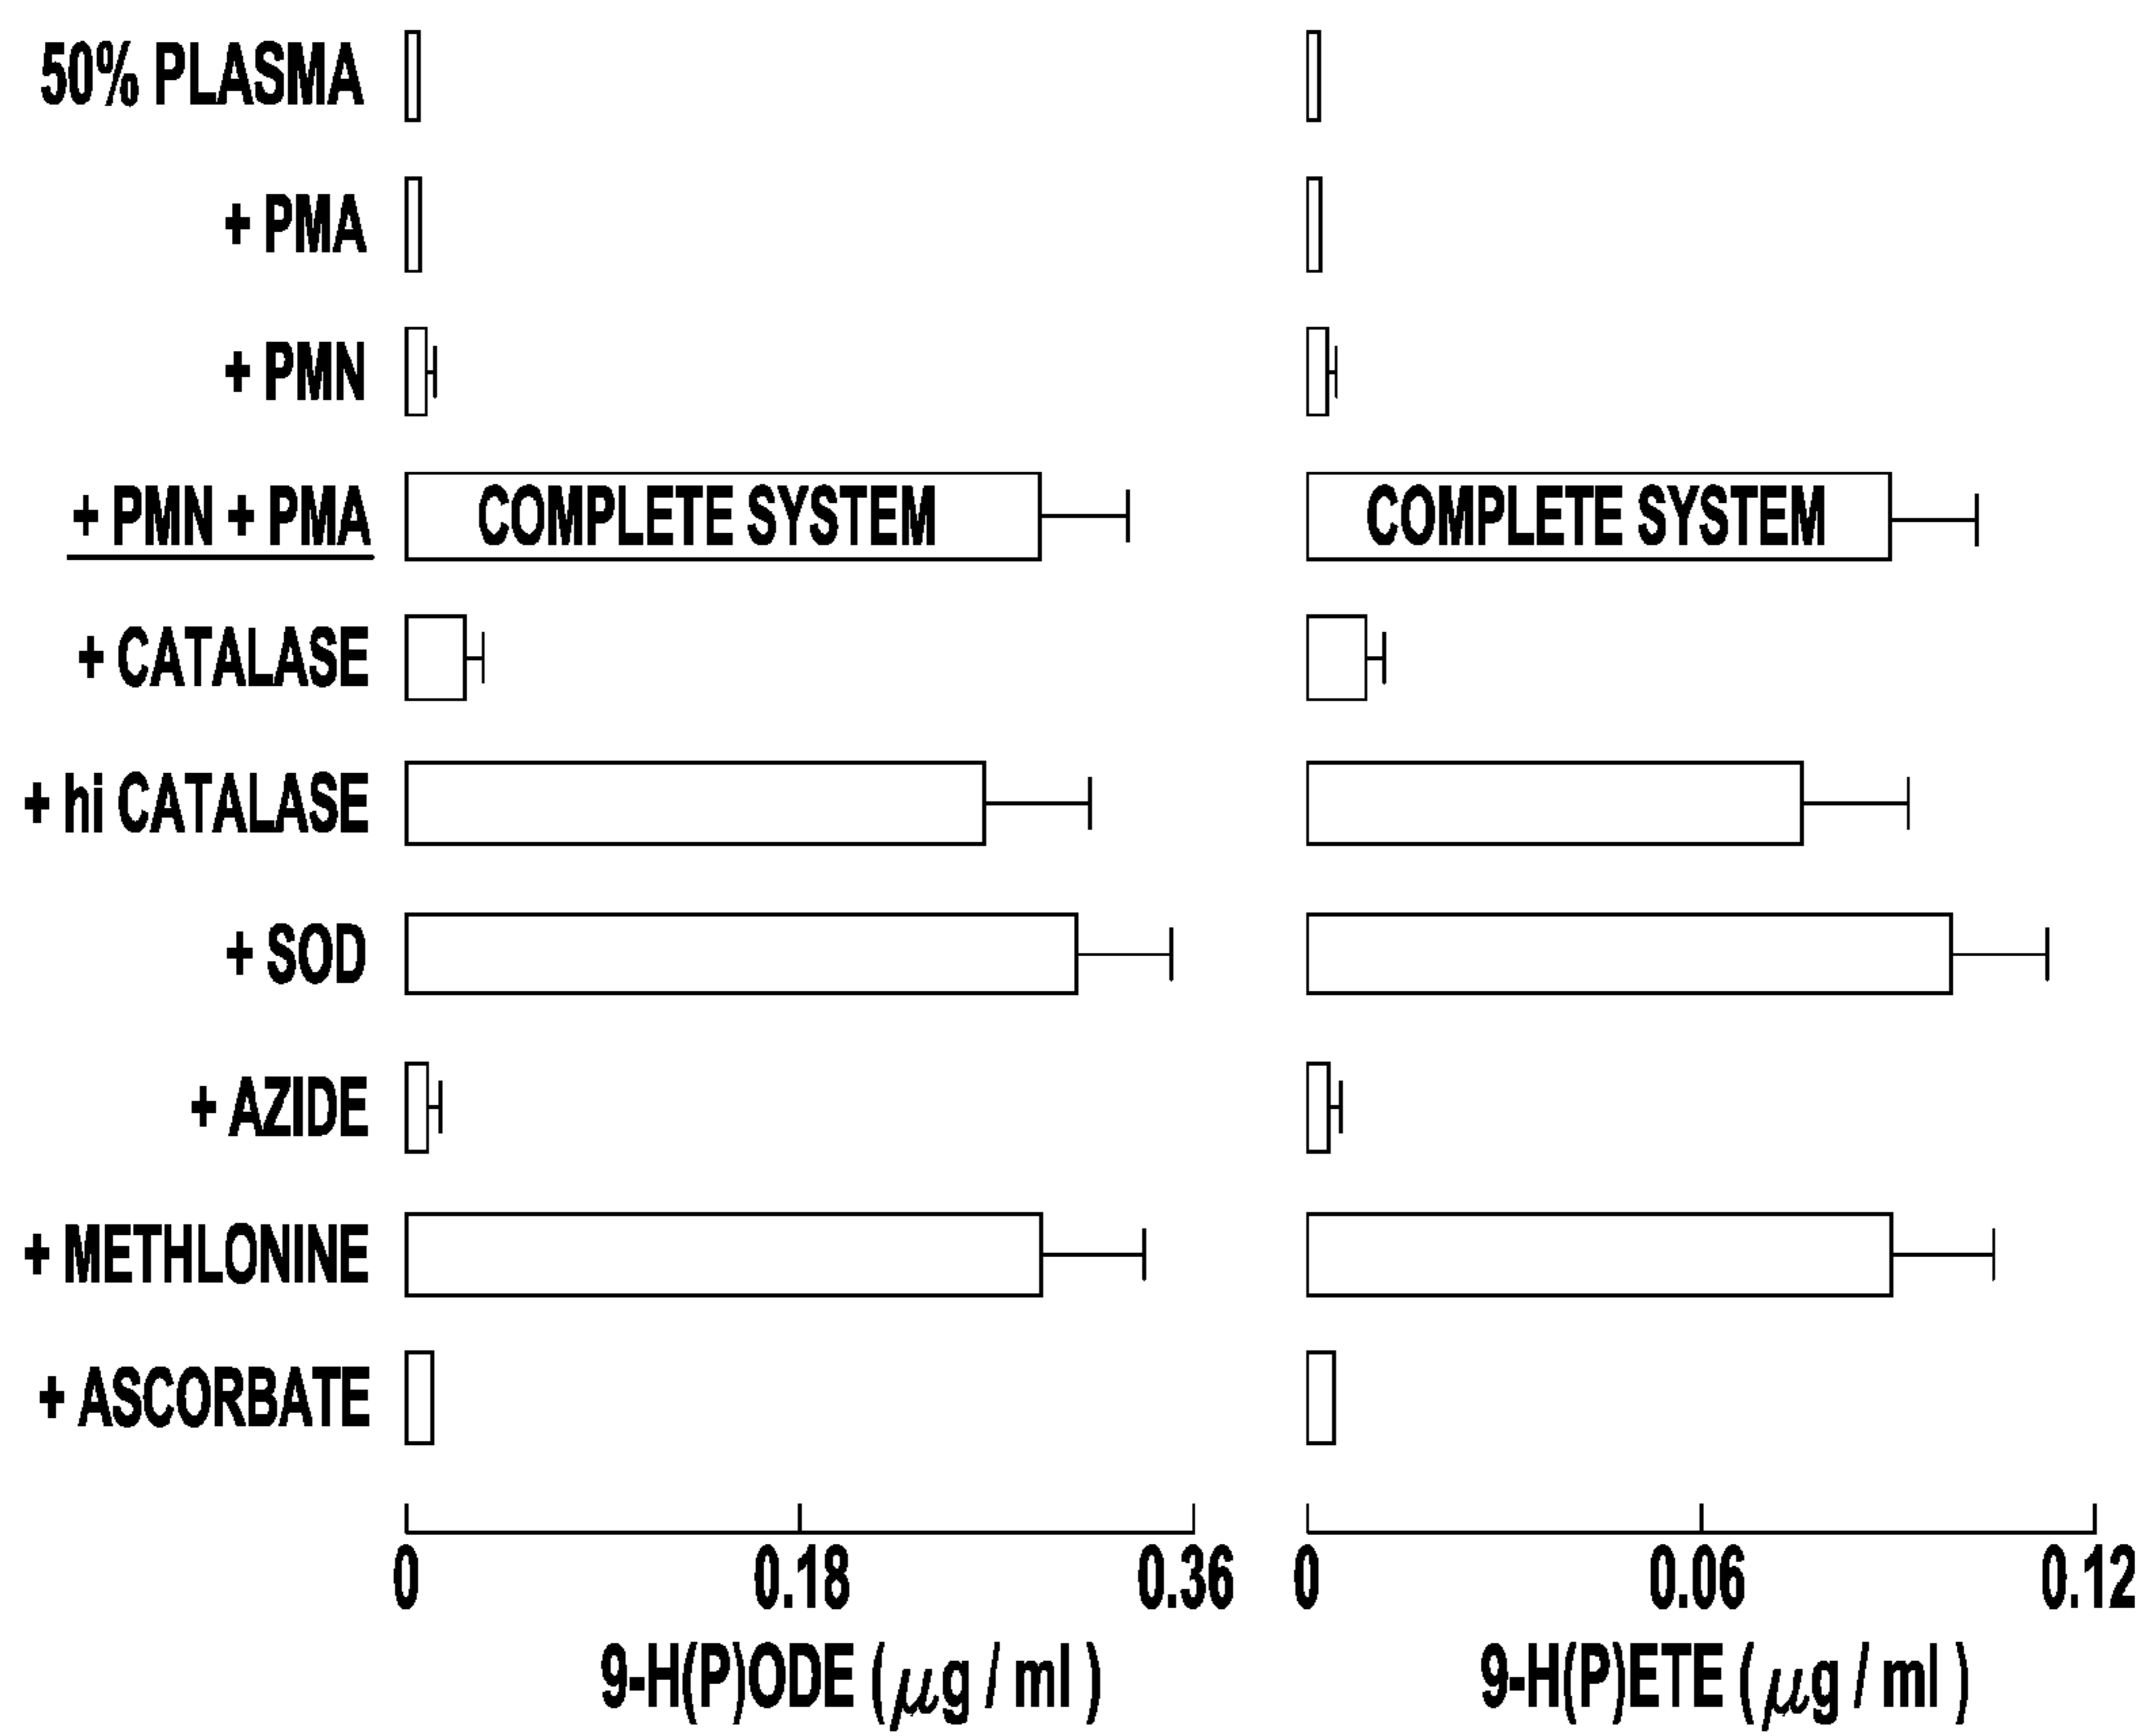 50% PLASMA
+ PMA
+ PMN
+ PMN + PMA
COMPLETE SYSTEM
COMPLETE SYSTEM
+ CATALASE
+ hi CATALASE
+ SOD
+ AZIDE
+ METHLONINE
+ ASCORBATE
0 0.18 0.36
0 0.06 0.12
9-H(P)ODE (μg / ml )
9-H(P)ETE (μg / ml )